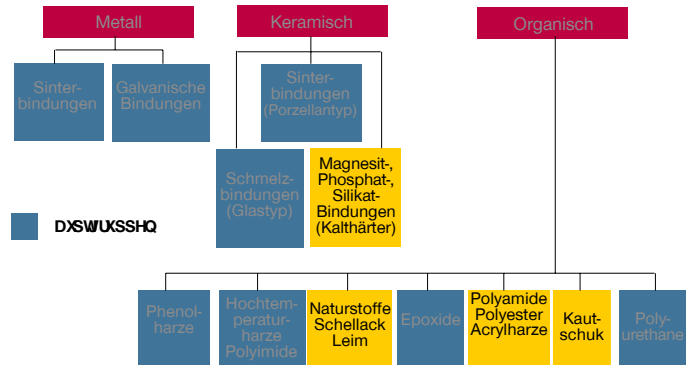 Metall
Keramisch
Organisch
Sinter-
bindungen
Galvanische
Bindungen
Sinter-
bindungen
(Porzellantyp)
Schmelz-
bindungen
(Glastyp)
Magnesit-,
Phosphat-,
Silikat-
Bindungen
(Kalthärter)
DXSWUXSSHQ
Phenol-
harze
Hochtem-
peratur-
harze
Polyimide
Naturstoffe
Schellack
Leim
Epoxide
Polyamide
Polyester
Acrylharze
Kaut-
schuk
Poly-
urethane